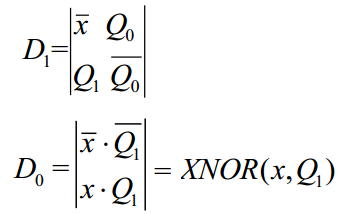 D₁=|x̅ Q₀
Q₁ Q̅₀|
D₀ = |x̅ · Q̅₁
x · Q₁| = XNOR(x,Q₁)